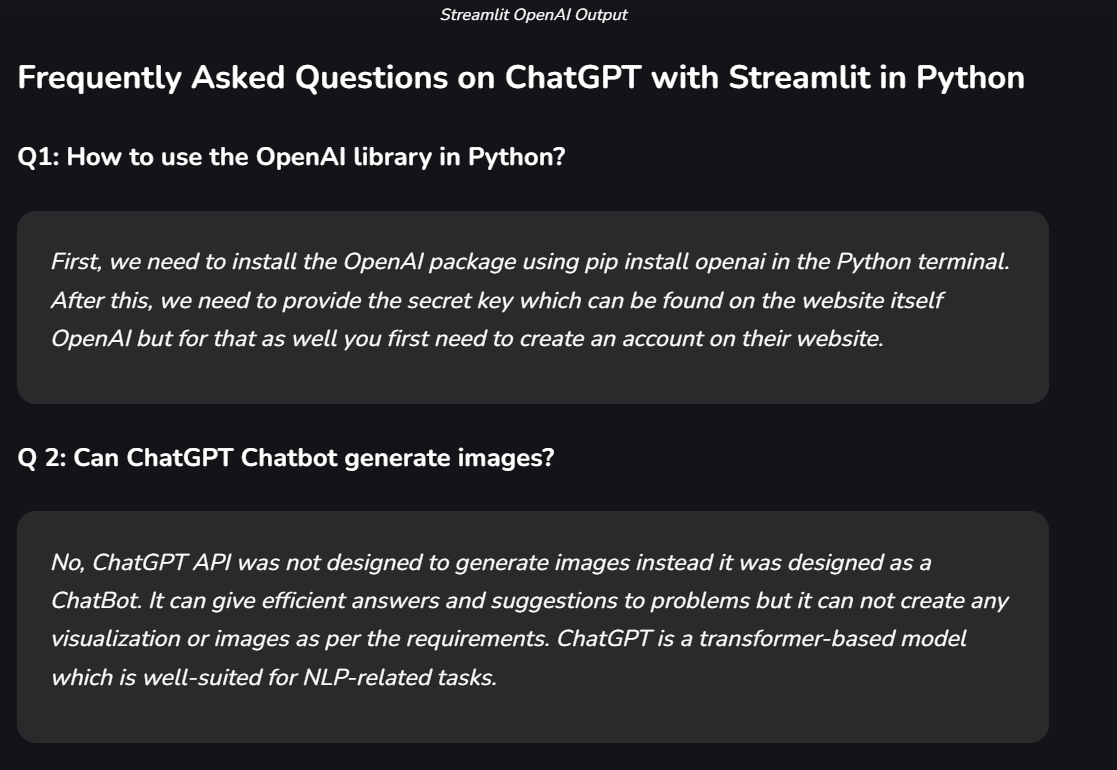 Streamlit OpenAI Output
Frequently Asked Questions on ChatGPT with Streamlit in Python
Q1: How to use the OpenAI library in Python?
First, we need to install the OpenAI package using pip install openai in the Python terminal.
After this, we need to provide the secret key which can be found on the website itself
OpenAI but for that as well you first need to create an account on their website.
Q 2: Can ChatGPT Chatbot generate images?
No, ChatGPT API was not designed to generate images instead it was designed as a
ChatBot. It can give efficient answers and suggestions to problems but it can not create any
visualization or images as per the requirements. ChatGPT is a transformer-based model
which is well-suited for NLP-related tasks.